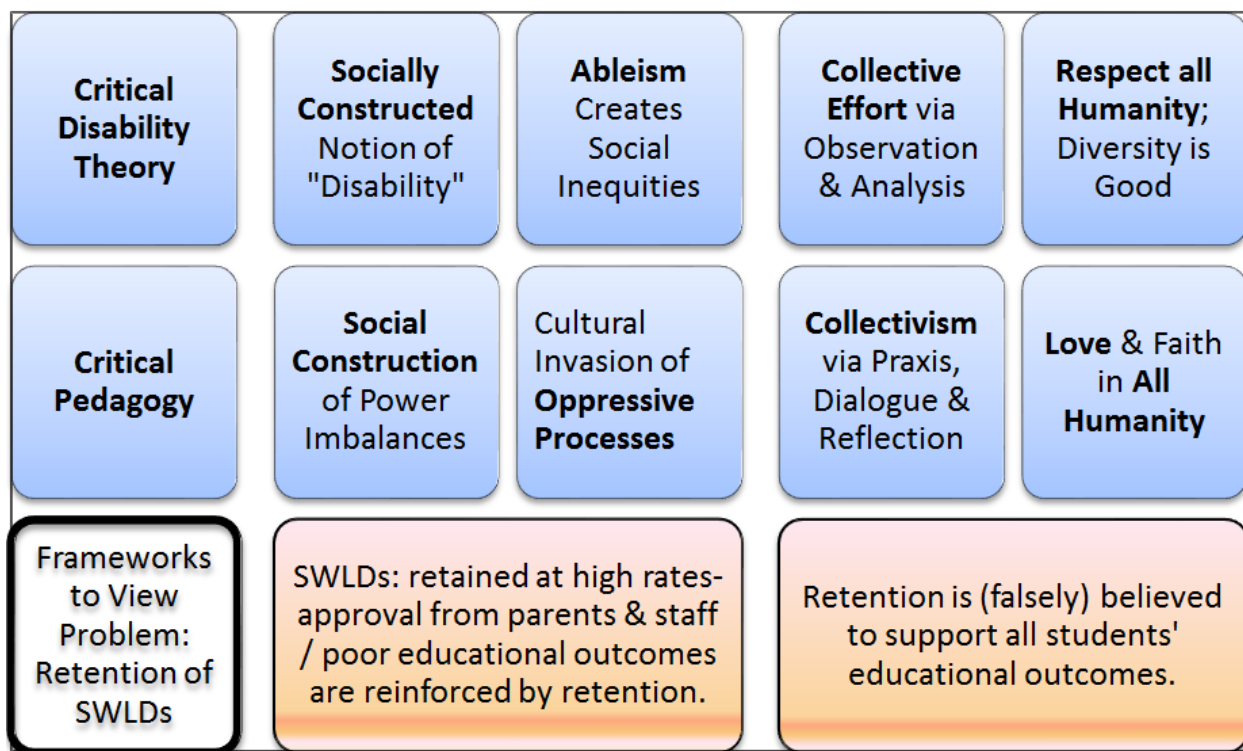 Critical
Disability
Theory
Socially
Constructed
Notion of
"Disability"
Ableism
Creates
Social
Inequities
Collective
Effort via
Observation
& Analysis
Respect all
Humanity;
Diversity is
Good
Critical
Pedagogy
Social
Construction
of Power
Imbalances
Cultural
Invasion of
Oppressive
Processes
Collectivism
via Praxis,
Dialogue &
Reflection
Love & Faith
in All
Humanity
Frameworks
to View
Problem:
Retention of
SWLDs
SWLDs: retained at high rates-
approval from parents & staff
/ poor educational outcomes
are reinforced by retention.
Retention is (falsely) believed
to support all students'
educational outcomes.